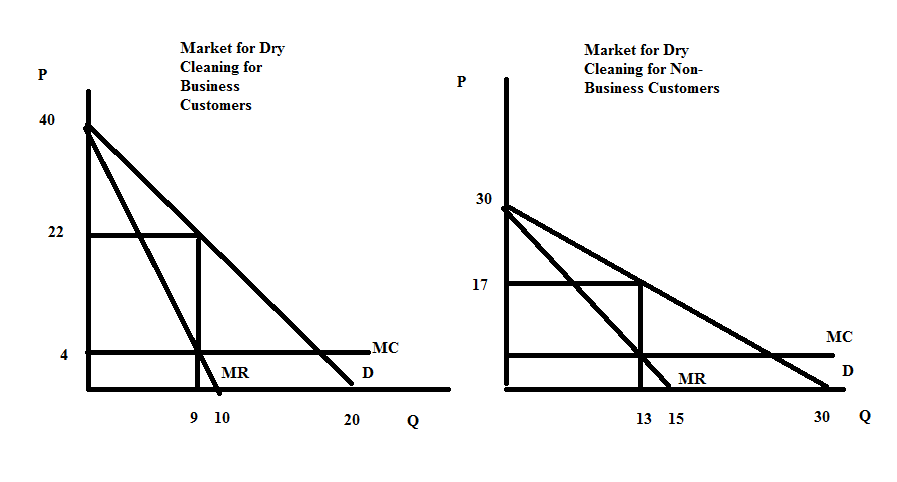 Market for Dry
Cleaning for
Business
Customers
P
40
22
4
MC
MR
D
9
10
20
Q
Market for Dry
Cleaning for Non-
Business Customers
P
30
17
MC
D
MR
13
15
30
Q